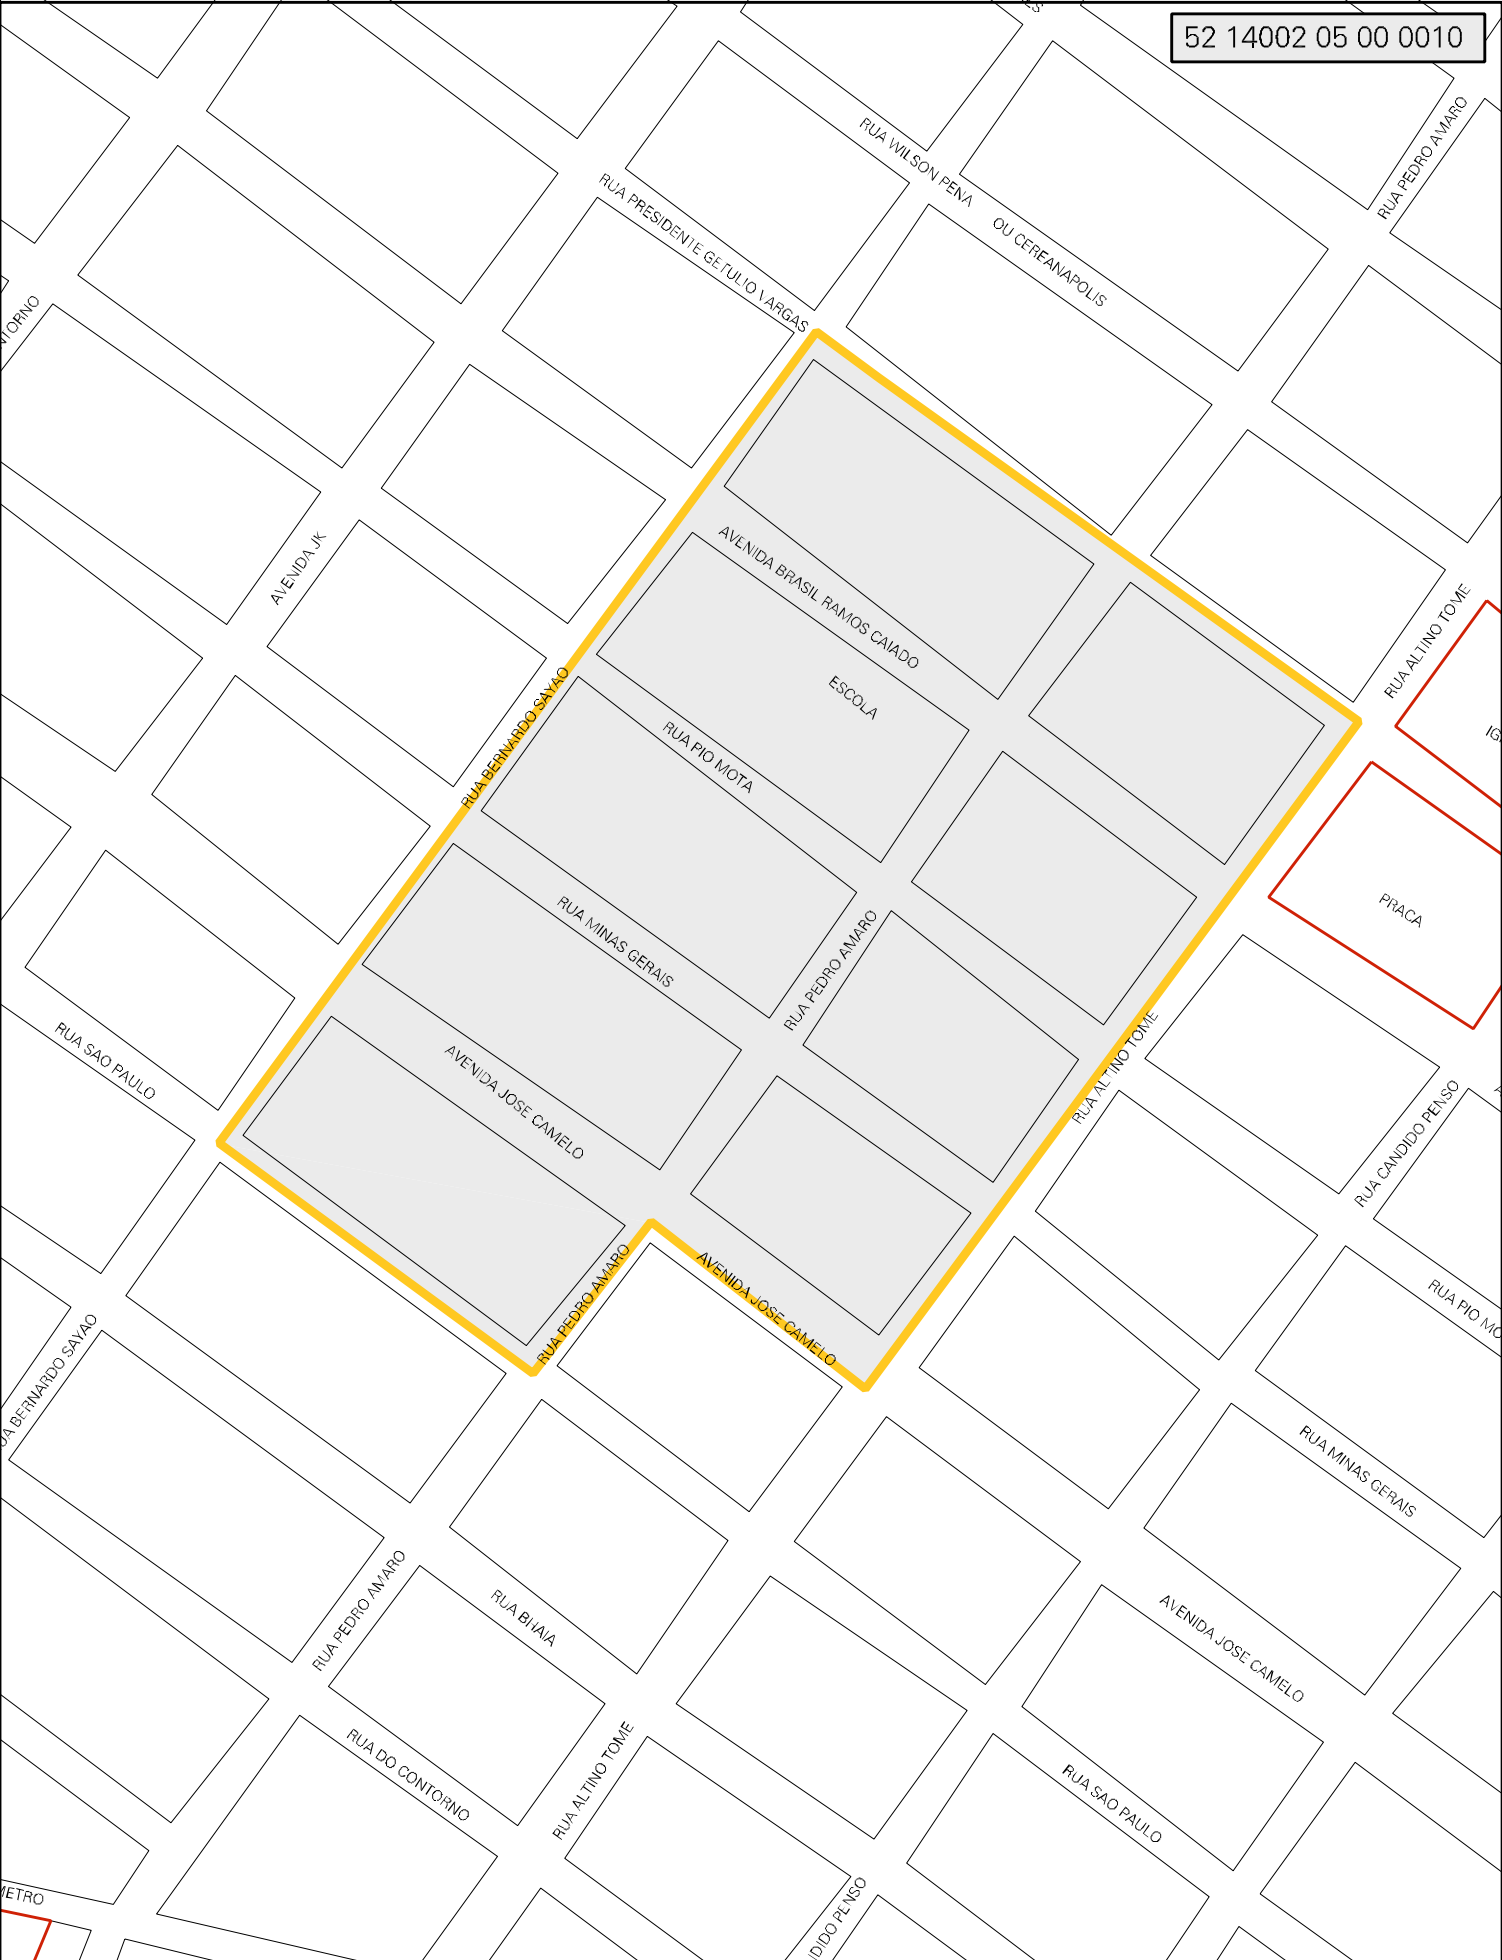 52 14002 05 00 0010
RUA PEDRO AMARO
RUA WILSON PENA
OU CEREANAPOLIS
RUA PRESIDENTE GETULIO VARGAS
AVENIDA JK
AVENIDA BRASIL RAMOS CAIADO
ESCOLA
RUA ALTINO TOME
RUA BERNARDO SAYAO
RUA PIO MOTA
PRACA
RUA MINAS GERAIS
RUA PEDRO AMARO
RUA SAO PAULO
AVENIDA JOSE CAMELO
RUA ALTINO TOME
RUA CANDIDO PENSO
RUA PEDRO AMARO
AVENIDA JOSE CAMELO
RUA PIO MO
UA BERNARDO SAYAO
RUA MINAS GERAIS
RUA PEDRO AMARO
RUA BHAIA
AVENIDA JOSE CAMELO
RUA DO CONTORNO
RUA ALTINO TOME
RUA SAO PAULO
METRO
DIDO PENSO